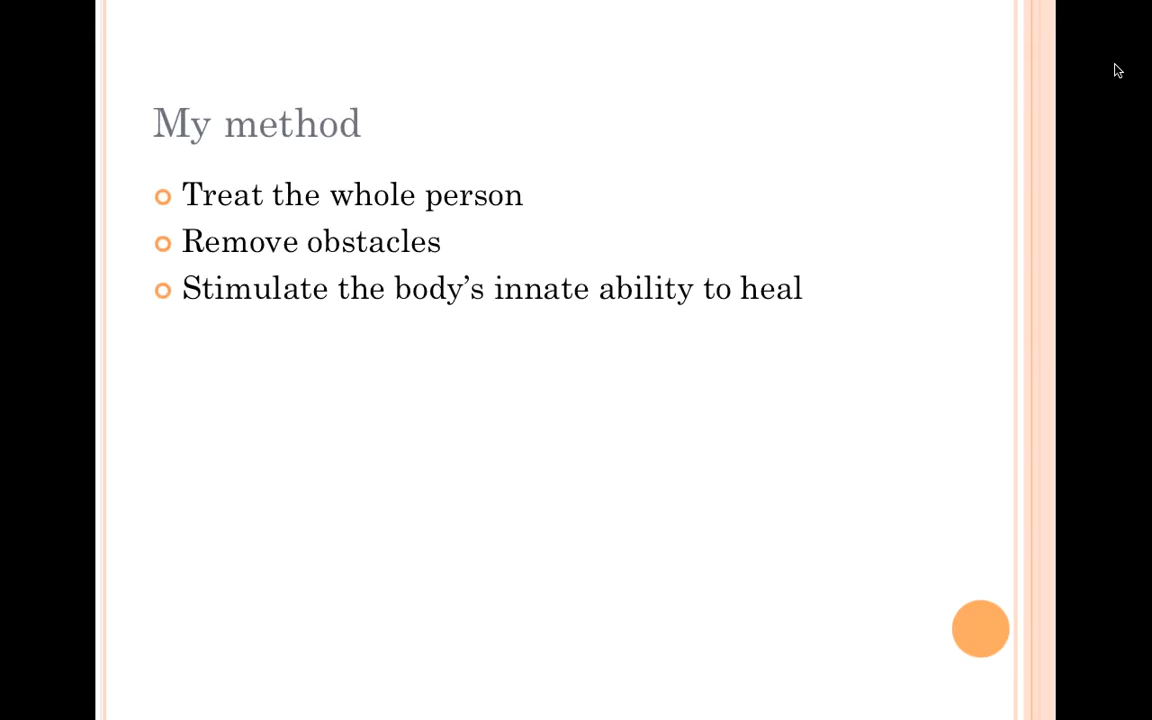 My method
Treat the whole person
Remove obstacles
Stimulate the body’s innate ability to heal